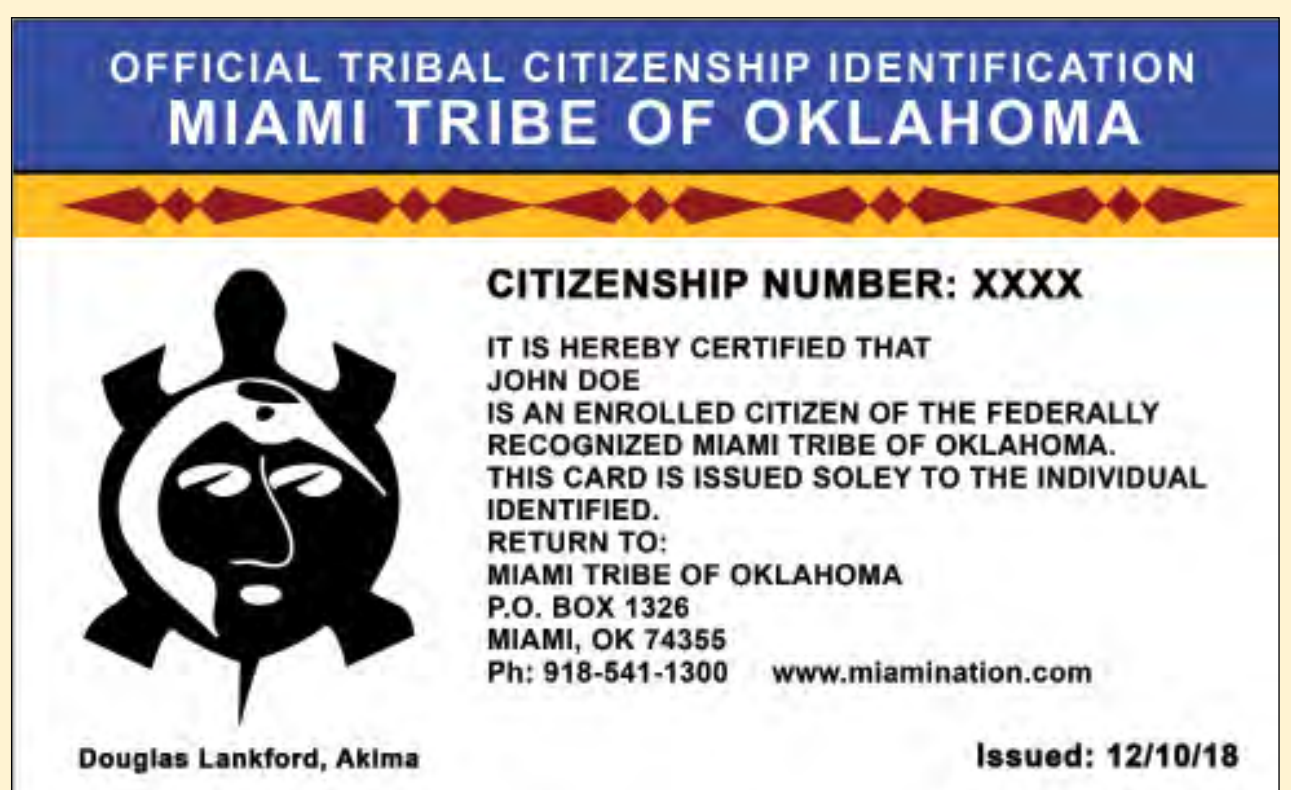 OFFICIAL TRIBAL CITIZENSHIP IDENTIFICATION
MIAMI TRIBE OF OKLAHOMA
CITIZENSHIP NUMBER: XXXX
IT IS HEREBY CERTIFIED THAT
JOHN DOE
IS AN ENROLLED CITIZEN OF THE FEDERALLY
RECOGNIZED MIAMI TRIBE OF OKLAHOMA.
THIS CARD IS ISSUED SOLEY TO THE INDIVIDUAL
IDENTIFIED.
RETURN TO:
MIAMI TRIBE OF OKLAHOMA
P.O. BOX 1326
MIAMI, OK 74355
Ph: 918-541-1300 www.miamination.com
Douglas Lankford, Akima
Issued: 12/10/18